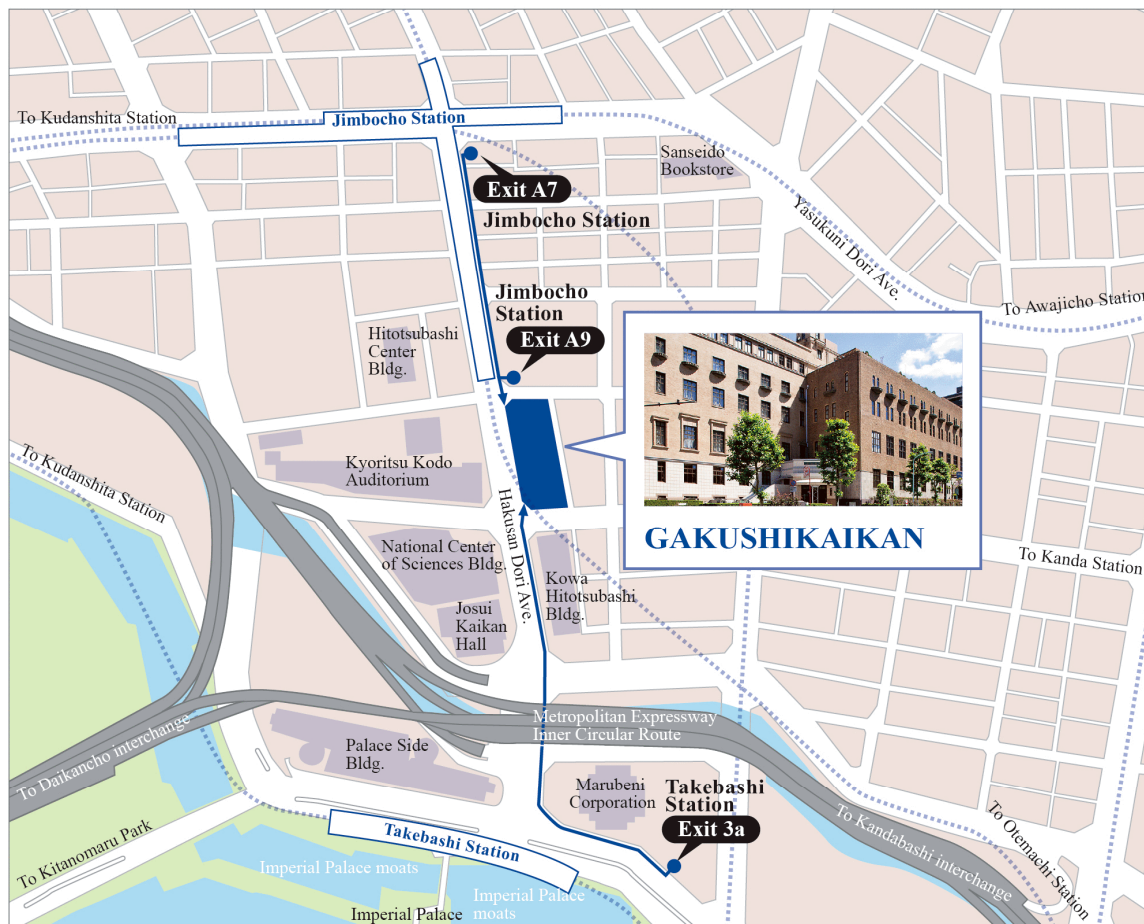 To Kudanshita Station
Jimbocho Station
Sanseido
Bookstore
Exit A7
Jimbocho Station
Yasukuni Dori Ave.
To Awajicho Station
Jimbocho
Station
Exit A9
Hitotsubashi
Center
Bldg.
Kyoritsu Kodo
Auditorium
To Kudanshita Station
Hakusan Dori Ave.
GAKUSHIKAIKAN
National Center
of Sciences Bldg.
Kowa
Hitotsubashi
Bldg.
To Kanda Station
Josui
Kaikan
Hall
Metropolitan Expressway
Inner Circular Route
To Daikancho interchange
Palace Side
Bldg.
Marubeni
Corporation
Takebashi
Station
Exit 3a
To Kandabashi interchange
To Otemachi Station
To Kitanomaru Park
Takebashi Station
Imperial Palace moats
Imperial Palace
moats
Imperial Palace